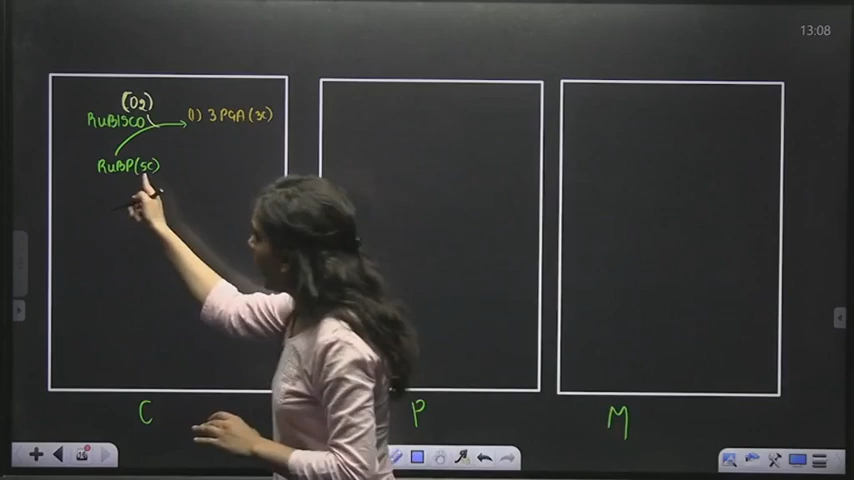 13:08
(O2)
RUBISCO
(1) 3 PGA (3C)
RuBP (5C)
C
P
M